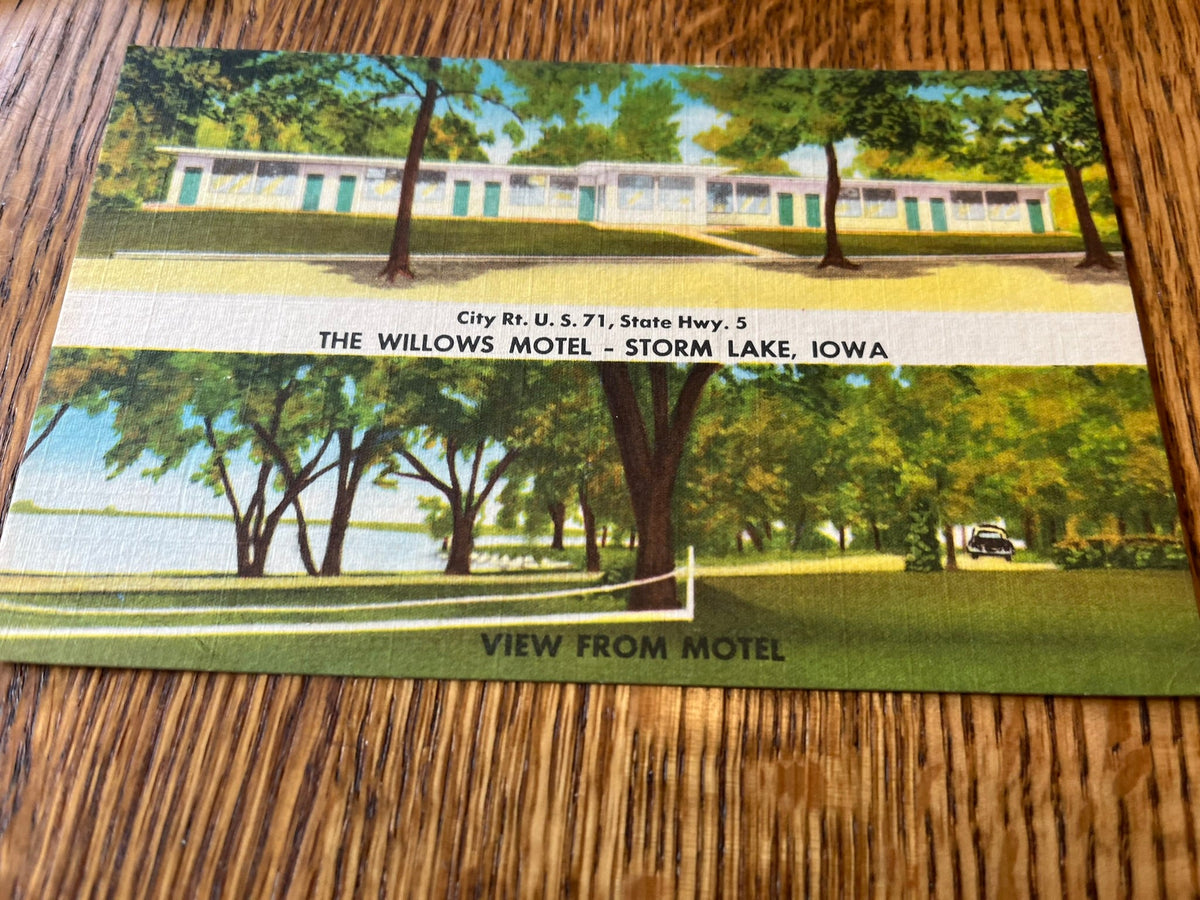 City Rt. U. S. 71, State Hwy. 5
THE WILLOWS MOTEL - STORM LAKE, IOWA
VIEW FROM MOTEL